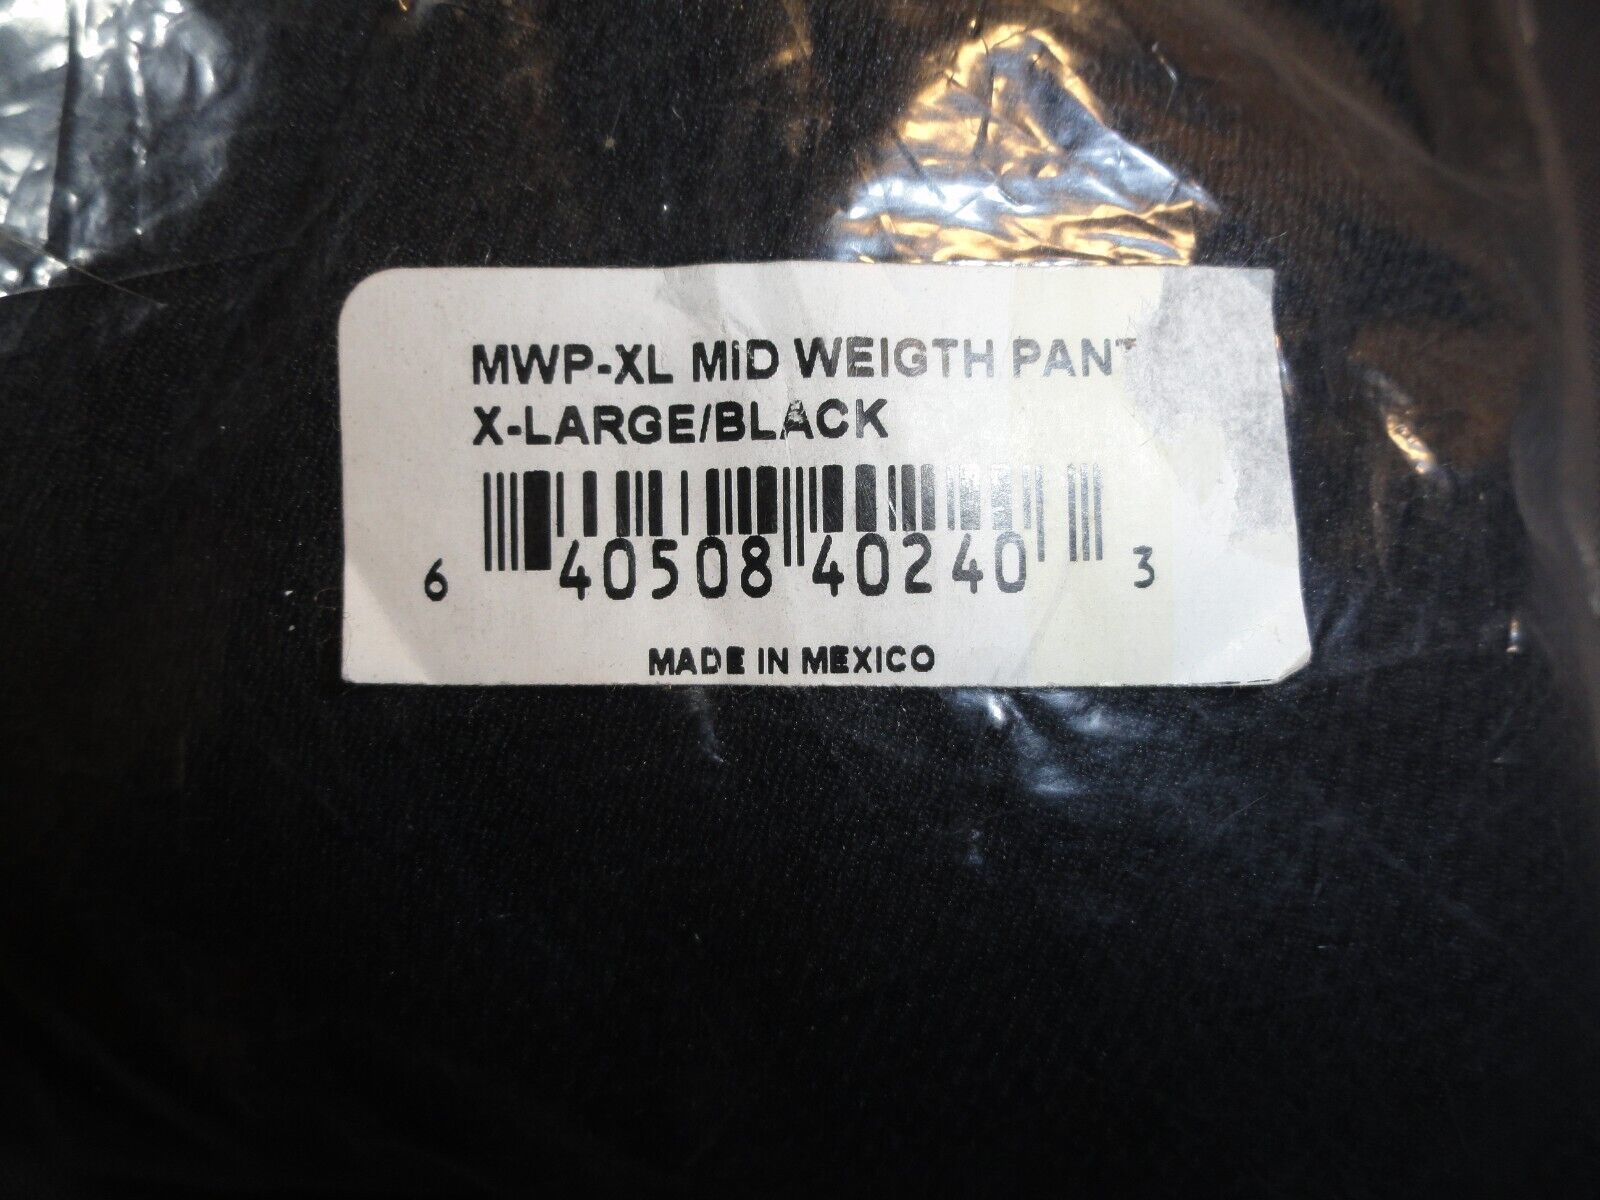 MWP-XL MID WEIGTH PANT
X-LARGE/BLACK
6 40508 40240 3
MADE IN MEXICO